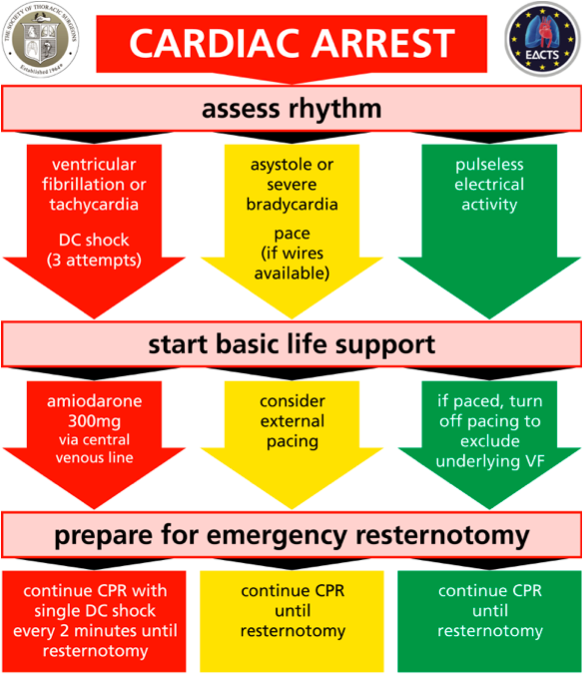 THE SOCIETY OF THORACIC SURGEONS
Established 1964
CARDIAC ARREST
EACTS
assess rhythm
ventricular
fibrillation or
tachycardia
DC shock
(3 attempts)
asystole or
severe
bradycardia
pace
(if wires
available)
pulseless
electrical
activity
start basic life support
amiodarone
300mg
via central
venous line
consider
external
pacing
if paced, turn
off pacing to
exclude
underlying VF
prepare for emergency resternotomy
continue CPR with
single DC shock
every 2 minutes until
resternotomy
continue CPR
until
resternotomy
continue CPR
until
resternotomy